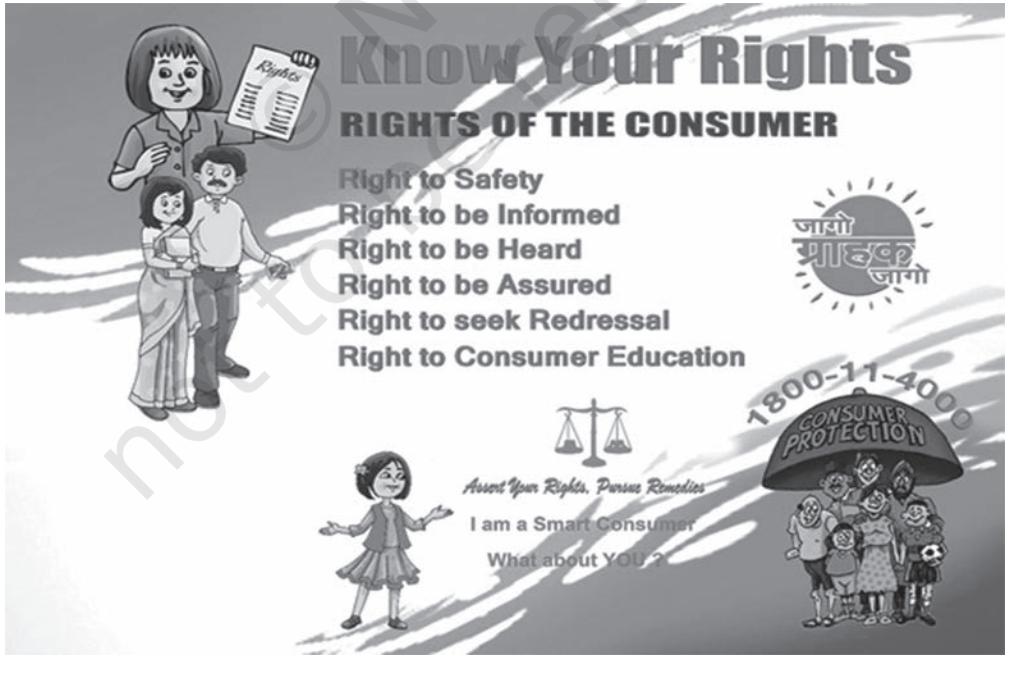 Know Your Rights
RIGHTS OF THE CONSUMER
Rights
Right to Safety
Right to be Informed
Right to be Heard
Right to be Assured
Right to seek Redressal
Right to Consumer Education
जागो
ग्राहक
जागो
1800-11-4000
CONSUMER
PROTECTION
Assert Your Rights, Pursue Remedies
I am a Smart Consumer
What about YOU ?
© N
not to be rep